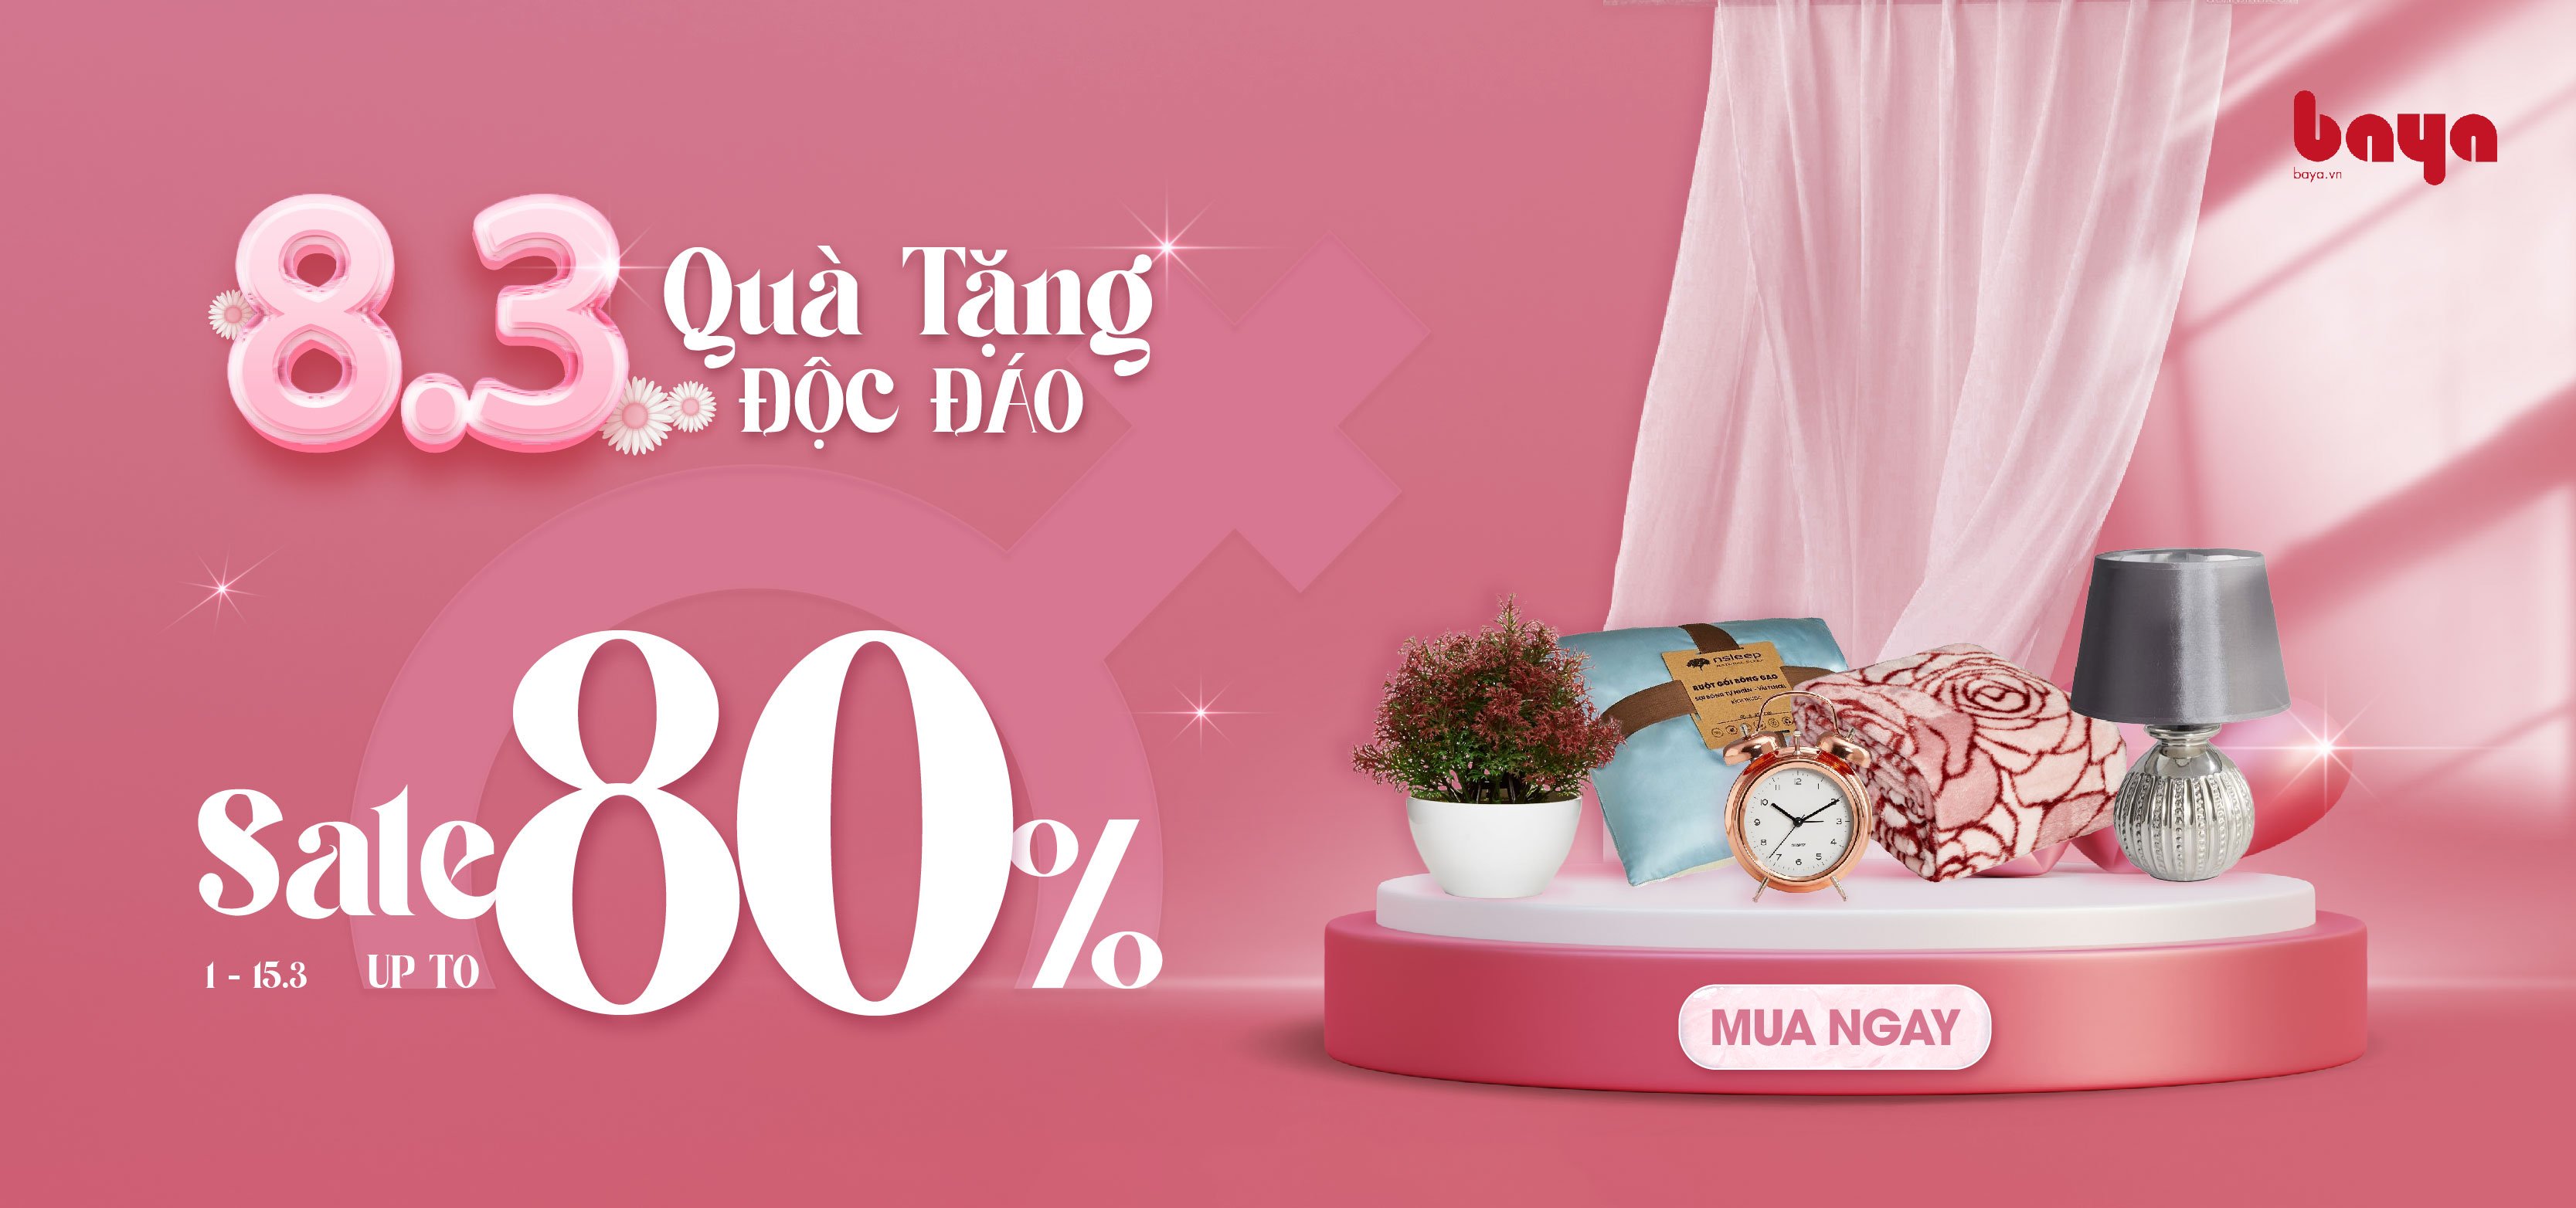 baya
baya.vn
8.3
Quà Tặng
ĐỘC ĐÁO
Sale 80%
1 - 15.3 UP TO
nsleep
RUỘT GỐI BÔNG GẠO
MUA NGAY